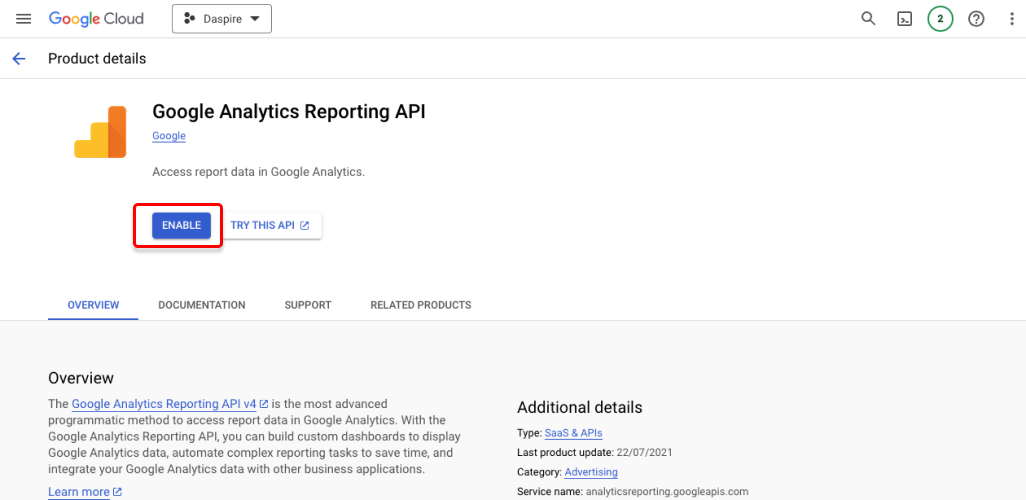 Google Cloud
Daspire
2
Product details
Google Analytics Reporting API
Google
Access report data in Google Analytics.
ENABLE
TRY THIS API
OVERVIEW
DOCUMENTATION
SUPPORT
RELATED PRODUCTS
Overview
The Google Analytics Reporting API v4 is the most advanced
programmatic method to access report data in Google Analytics. With the
Google Analytics Reporting API, you can build custom dashboards to display
Google Analytics data, automate complex reporting tasks to save time, and
integrate your Google Analytics data with other business applications.
Learn more
Additional details
Type: SaaS & APIs
Last product update: 22/07/2021
Category: Advertising
Service name: analyticsreporting.googleapis.com